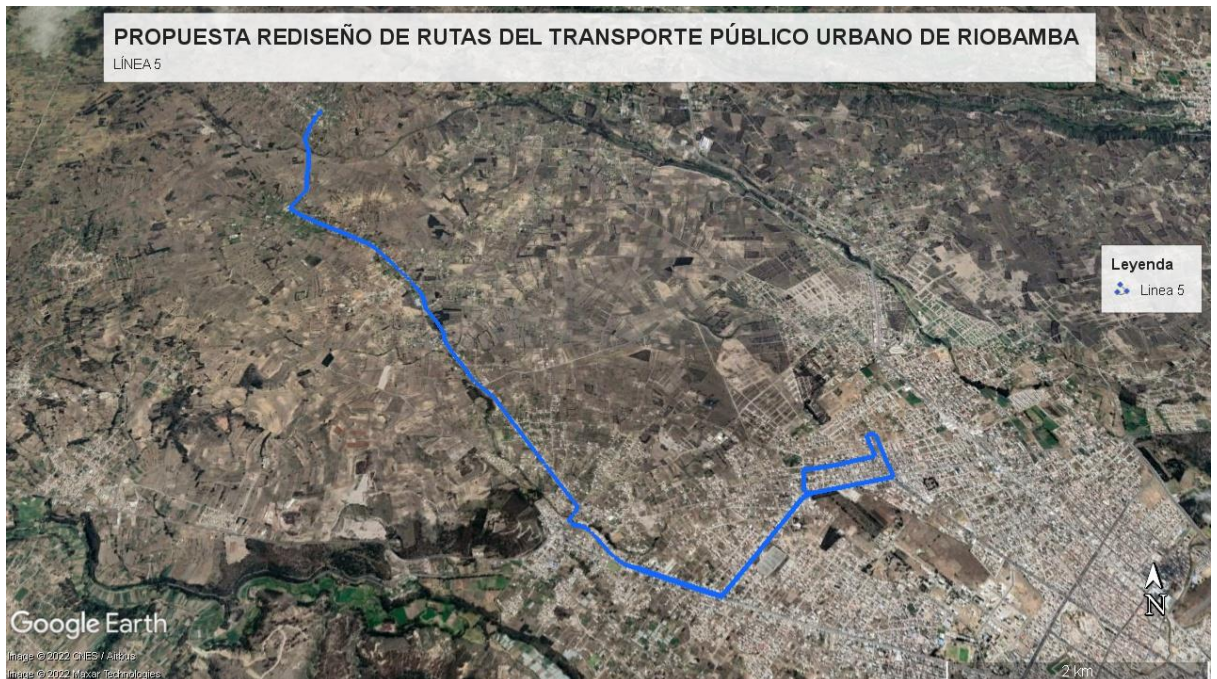 PROPUESTA REDISEÑO DE RUTAS DEL TRANSPORTE PÚBLICO URBANO DE RIOBAMBA
LÍNEA 5
Leyenda
Linea 5
N
Google Earth
Image © 2022 CNES / Airbus
Image © 2022 Maxar Technologies
2 km